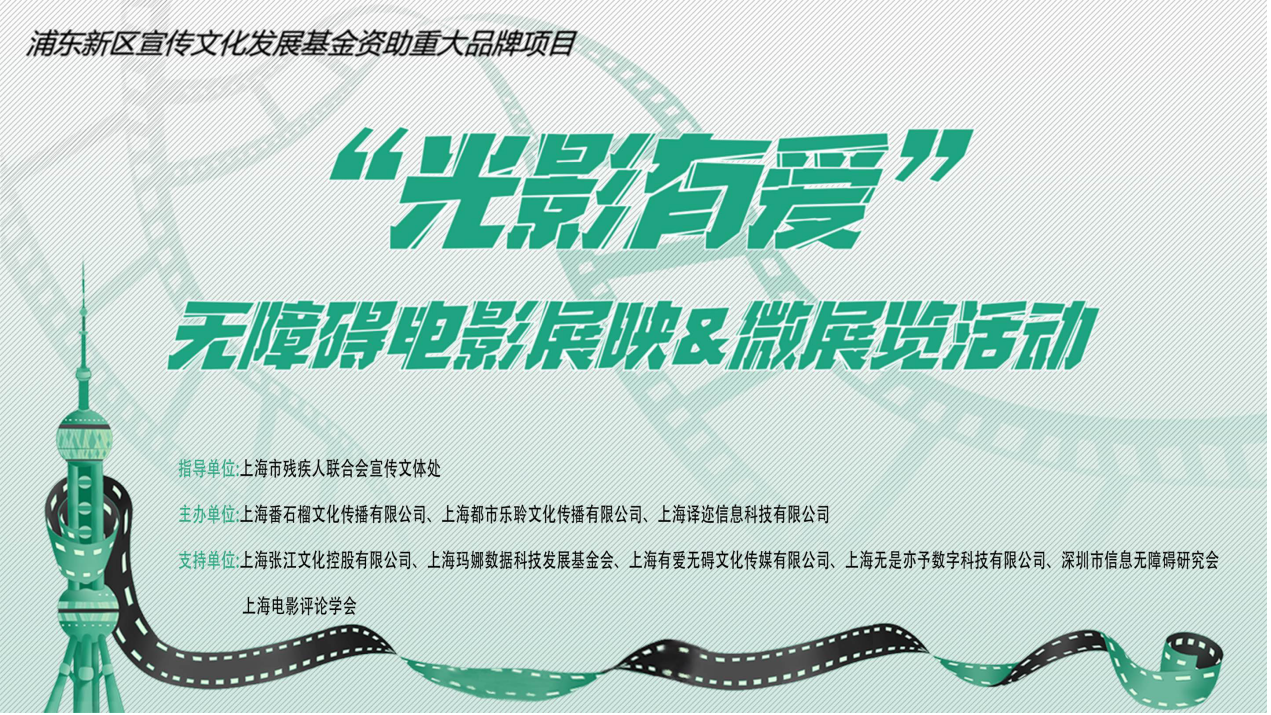 浦东新区宣传文化发展基金资助重大品牌项目
“光影有爱”
无障碍电影展映&微展览活动
指导单位:上海市残疾人联合会宣传文体处
主办单位:上海番石榴文化传播有限公司、上海都市乐聆文化传播有限公司、上海译迩信息科技有限公司
支持单位:上海张江文化控股有限公司、上海玛娜数据科技发展基金会、上海有爱无碍文化传媒有限公司、上海无是亦予数字科技有限公司、深圳市信息无障碍研究会
上海电影评论学会